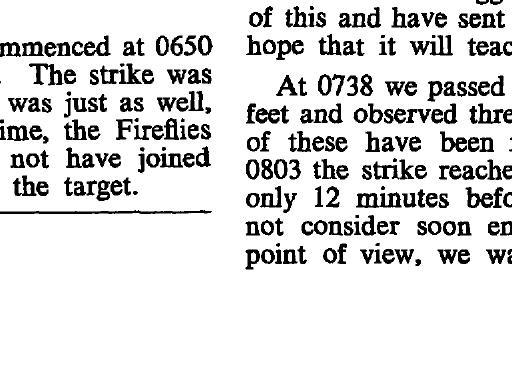 mmenced at 0650
. The strike was
was just as well,
ime, the Fireflies
not have joined
the target.
of this and have sent
hope that it will teac
At 0738 we passed
feet and observed thre
of these have been
0803 the strike reache
only 12 minutes befo
not consider soon en
point of view, we wa